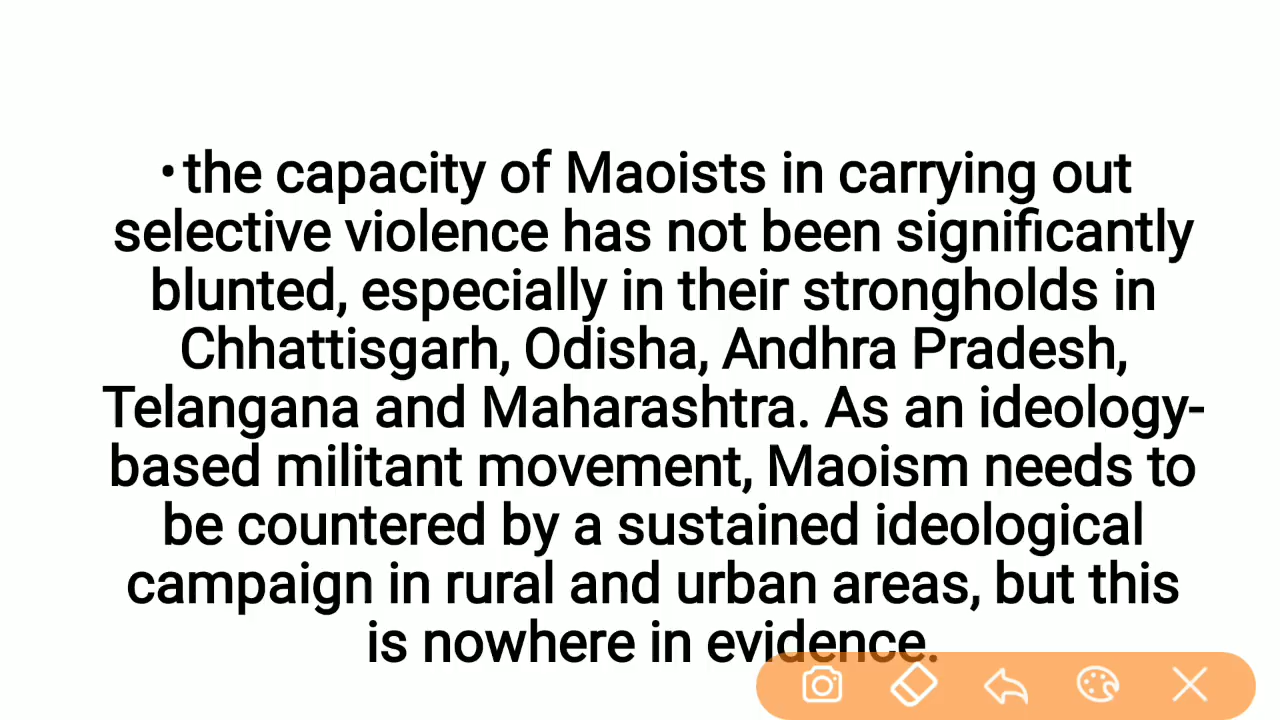 •the capacity of Maoists in carrying out
selective violence has not been significantly
blunted, especially in their strongholds in
Chhattisgarh, Odisha, Andhra Pradesh,
Telangana and Maharashtra. As an ideology-
based militant movement, Maoism needs to
be countered by a sustained ideological
campaign in rural and urban areas, but this
is nowhere in evidence.